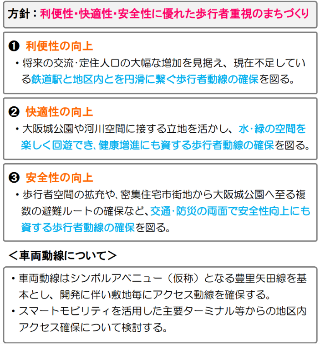 方針：利便性・快適性・安全性に優れた歩行者重視のまちづくり
❶ 利便性の向上
・将来の交流・定住人口の大幅な増加を見据え、現在不足してい
る鉄道駅と地区内とを円滑に繋ぐ歩行者動線の確保を図る。
❷ 快適性の向上
・大阪城公園や河川空間に接する立地を活かし、水・緑の空間を
楽しく回遊でき、健康増進にも資する歩行者動線の確保を図る。
❸ 安全性の向上
・歩行者空間の拡充や、密集住宅市街地から大阪城公園へ至る複
数の避難ルートの確保など、交通・防災の両面で安全性向上にも
資する歩行者動線の確保を図る。
＜車両動線について＞
・車両動線はシンボルアベニュー（仮称）となる豊里矢田線を基
本とし、開発に伴い敷地毎にアクセス動線を確保する。
・スマートモビリティを活用した主要ターミナル等からの地区内
アクセス確保について検討する。